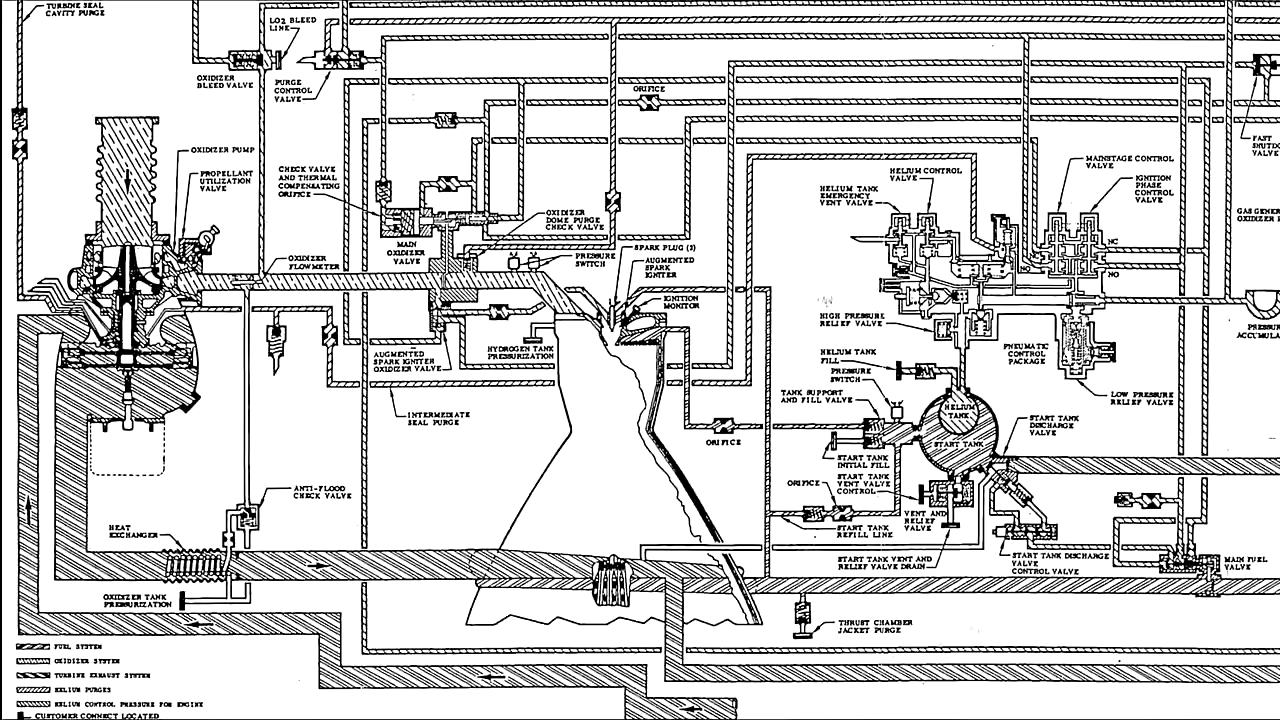 TURBINE SEAL
CAVITY PURGE
LO2 BLEED
LINE
OXIDIZER
BLEED VALVE
PURGE
CONTROL
VALVE
ORIFICE
FAST
VALVE
OXIDIZER PUMP
PROPELLANT
UTILIZATION
VALVE
CHECK VALVE
AND THERMAL
COMPENSATING
ORIFICE
MAINSTAGE CONTROL
VALVE
HELIUM CONTROL
VALVE
IGNITION
PHASE CONTROL
VALVE
HELIUM TANK
EMERGENCY
VENT VALVE
GAS GENER
OXIDIZER
OXIDIZER
DOME PURGE
CHECK VALVE
MAIN
OXIDIZER
VALVE
SPARK PLUG (3)
PRESSURE
SWITCH
AUGMENTED
SPARK
IGNITER
OXIDIZER
FLOWMETER
NC
NO
NO
IGNITION
MONITOR
HIGH PRESSURE
RELIEF VALVE
PRESSUR
ACCUMULA
HYDROGEN TANK
PRESSURIZATION
PNEUMATIC
CONTROL
PACKAGE
AUGMENTED
SPARK IGNITER
OXIDIZER VALVE
HELIUM TANK
FILL
PRESSURE
SWITCH
TANK SUPPORT
AND FILL VALVE
LOW PRESSURE
RELIEF VALVE
HELIUM
TANK
START TANK
INTERMEDIATE
SEAL PURGE
START TANK
DISCHARGE
VALVE
ORIFICE
START TANK
INITIAL FILL
START TANK
VENT VALVE
CONTROL
ORIFICE
ANTI-FLOOD
CHECK VALVE
VENT AND
RELIEF
VALVE
START TANK
REFILL LINE
HEAT
EXCHANGER
START TANK VENT AND
RELIEF VALVE DRAIN
START TANK DISCHARGE
VALVE
CONTROL VALVE
MAIN FUEL
VALVE
OXIDIZER TANK
PRESSURIZATION
THRUST CHAMBER
JACKET PURGE
FUEL SYSTEM
OXIDIZER SYSTEM
TURBINE EXHAUST SYSTEM
HELIUM PURGES
HELIUM CONTROL PRESSURE FOR ENGINE
CUSTOMER CONNECT LOCATED